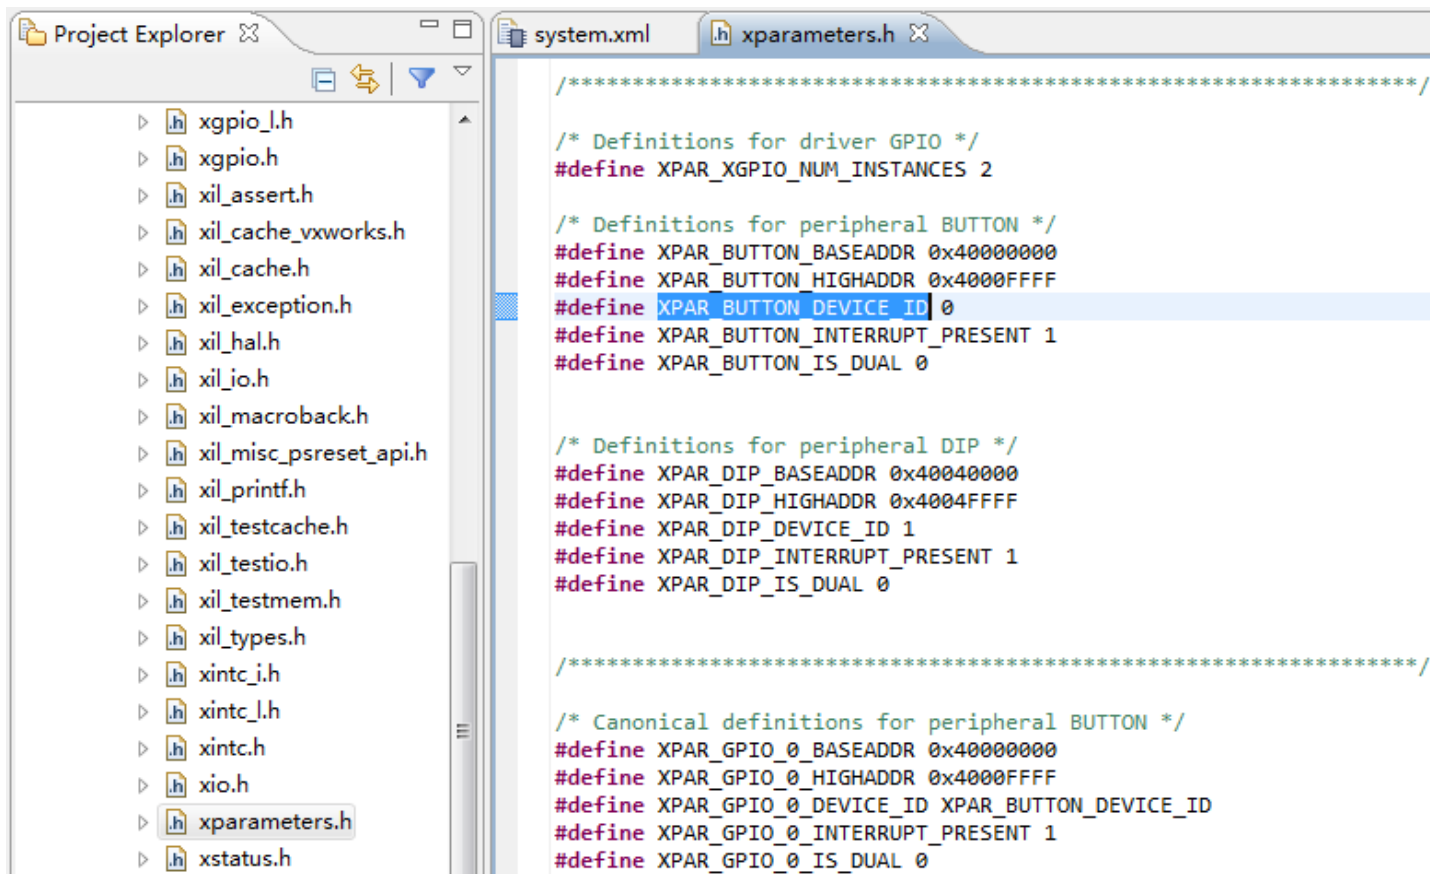 Project Explorer
xgpio_l.h
xgpio.h
xil_assert.h
xil_cache_vxworks.h
xil_cache.h
xil_exception.h
xil_hal.h
xil_io.h
xil_macroback.h
xil_misc_psreset_api.h
xil_printf.h
xil_testcache.h
xil_testio.h
xil_testmem.h
xil_types.h
xintc_i.h
xintc_l.h
xintc.h
xio.h
xparameters.h
xstatus.h
system.xml
xparameters.h
/******************************************************************/
/* Definitions for driver GPIO */
#define XPAR_XGPIO_NUM_INSTANCES 2
/* Definitions for peripheral BUTTON */
#define XPAR_BUTTON_BASEADDR 0x40000000
#define XPAR_BUTTON_HIGHADDR 0x4000FFFF
#define XPAR_BUTTON_DEVICE_ID 0
#define XPAR_BUTTON_INTERRUPT_PRESENT 1
#define XPAR_BUTTON_IS_DUAL 0
/* Definitions for peripheral DIP */
#define XPAR_DIP_BASEADDR 0x40040000
#define XPAR_DIP_HIGHADDR 0x4004FFFF
#define XPAR_DIP_DEVICE_ID 1
#define XPAR_DIP_INTERRUPT_PRESENT 1
#define XPAR_DIP_IS_DUAL 0
/******************************************************************/
/* Canonical definitions for peripheral BUTTON */
#define XPAR_GPIO_0_BASEADDR 0x40000000
#define XPAR_GPIO_0_HIGHADDR 0x4000FFFF
#define XPAR_GPIO_0_DEVICE_ID XPAR_BUTTON_DEVICE_ID
#define XPAR_GPIO_0_INTERRUPT_PRESENT 1
#define XPAR_GPIO_0_IS_DUAL 0